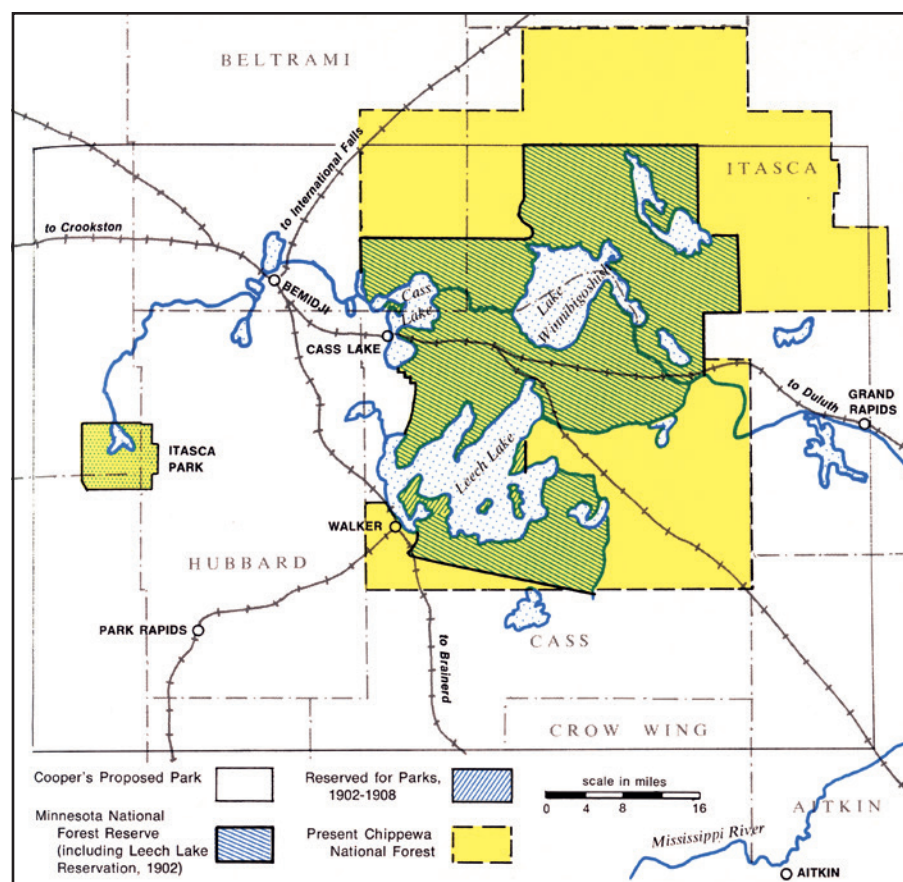 BELTRAMI
to International Falls
ITASCA
to Crookston
BEMIDJI
Cass
Lake
Lake
Winnibigoshish
CASS LAKE
to Duluth
GRAND
RAPIDS
ITASCA
PARK
Leech Lake
WALKER
HUBBARD
PARK RAPIDS
to Brainerd
CASS
CROW WING
Cooper's Proposed Park
Reserved for Parks,
1902-1908
scale in miles
0 4 8 12 16
Minnesota National
Forest Reserve
(including Leech Lake
Reservation, 1902)
Present Chippewa
National Forest
AITKIN
Mississippi River
AITKIN